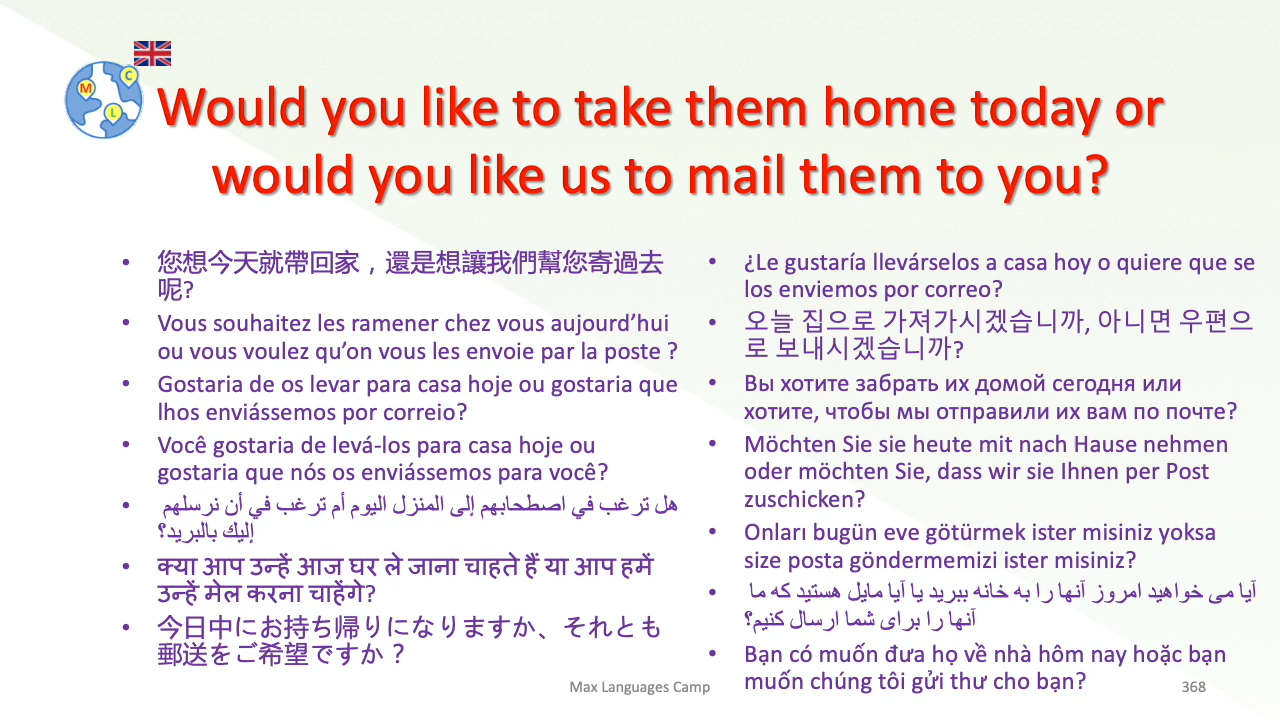 M
C
L
Would you like to take them home today or
would you like us to mail them to you?
• 您想今天就帶回家，還是想讓我們幫您寄過去
呢?
• Vous souhaitez les ramener chez vous aujourd’hui
ou vous voulez qu’on vous les envoie par la poste ?
• Gostaria de os levar para casa hoje ou gostaria que
lhos enviássemos por correio?
• Você gostaria de levá-los para casa hoje ou
gostaria que nós os enviássemos para você?
• هل ترغب في اصطحابهم إلى المنزل اليوم أم ترغب في أن نرسلهم
إليك بالبريد؟
• क्या आप उन्हें आज घर ले जाना चाहते हैं या आप हमें
उन्हें मेल करना चाहेंगे?
• 今日中にお持ち帰りになりますか、それとも
郵送をご希望ですか？
• ¿Le gustaría llevárselos a casa hoy o quiere que se
los enviemos por correo?
• 오늘 집으로 가져가시겠습니까, 아니면 우편으
로 보내시겠습니까?
• Вы хотите забрать их домой сегодня или
хотите, чтобы мы отправили их вам по почте?
• Möchten Sie sie heute mit nach Hause nehmen
oder möchten Sie, dass wir sie Ihnen per Post
zuschicken?
• Onları bugün eve götürmek ister misiniz yoksa
size posta göndermemizi ister misiniz?
• آیا می خواهید امروز آنها را به خانه ببرید یا آیا مایل هستید که ما
آنها را برای شما ارسال کنیم؟
• Bạn có muốn đưa họ về nhà hôm nay hoặc bạn
muốn chúng tôi gửi thư cho bạn?
Max Languages Camp
368